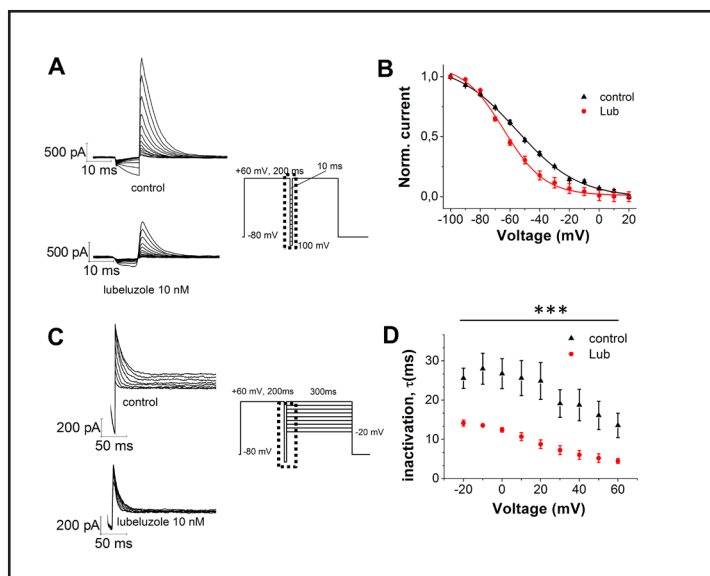 A
500 pA
10 ms
control
500 pA
10 ms
lubeluzole 10 nM
+60 mV, 200 ms
10 ms
-80 mV
-100 mV
B
Norm. current
1,0
0,5
0,0
control
Lub
-100 -80 -60 -40 -20 0 20
Voltage (mV)
C
control
200 pA
50 ms
lubeluzole 10 nM
200 pA
50 ms
+60 mV, 200ms 300ms
-20 mV
-80 mV
D
***
control
Lub
inactivation, τ(ms)
30
20
10
0
-20 0 20 40 60
Voltage (mV)